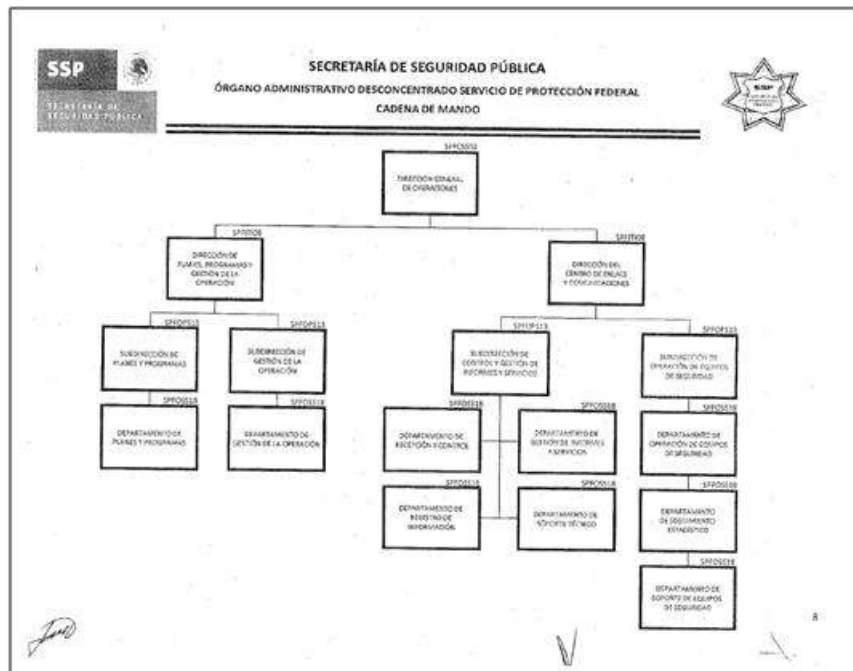 SSP
SECRETARÍA DE
SEGURIDAD PÚBLICA
SECRETARÍA DE SEGURIDAD PÚBLICA
ÓRGANO ADMINISTRATIVO DESCONCENTRADO SERVICIO DE PROTECCIÓN FEDERAL
CADENA DE MANDO
SSP
DIRECCIÓN GENERAL
DE OPERACIONES
DIRECCIÓN DE
PLANES, PROGRAMAS Y
GESTIÓN DE LA
OPERACIÓN
DIRECCIÓN DEL
CENTRO DE ENLACE
Y COMUNICACIONES
SUBDIRECCIÓN DE
PLANES Y PROGRAMAS
SUBDIRECCIÓN DE
GESTIÓN DE LA
OPERACIÓN
SUBDIRECCIÓN DE
CONTROL Y GESTIÓN DE
INFORMES Y SERVICIOS
SUBDIRECCIÓN DE
OPERACIÓN DE EQUIPOS
DE SEGURIDAD
DEPARTAMENTO DE
PLANES Y PROGRAMAS
DEPARTAMENTO DE
GESTIÓN DE LA OPERACIÓN
DEPARTAMENTO DE
RECEPCIÓN Y CONTROL
DEPARTAMENTO DE
GESTIÓN DE INFORMES
Y SERVICIOS
DEPARTAMENTO DE
OPERACIÓN DE EQUIPOS
DE SEGURIDAD
DEPARTAMENTO DE
REGISTRO DE
INFORMACIÓN
DEPARTAMENTO DE
SOPORTE TÉCNICO
DEPARTAMENTO
DE SEGUIMIENTO
ESTADÍSTICO
DEPARTAMENTO DE
SOPORTE DE EQUIPOS
DE SEGURIDAD
8